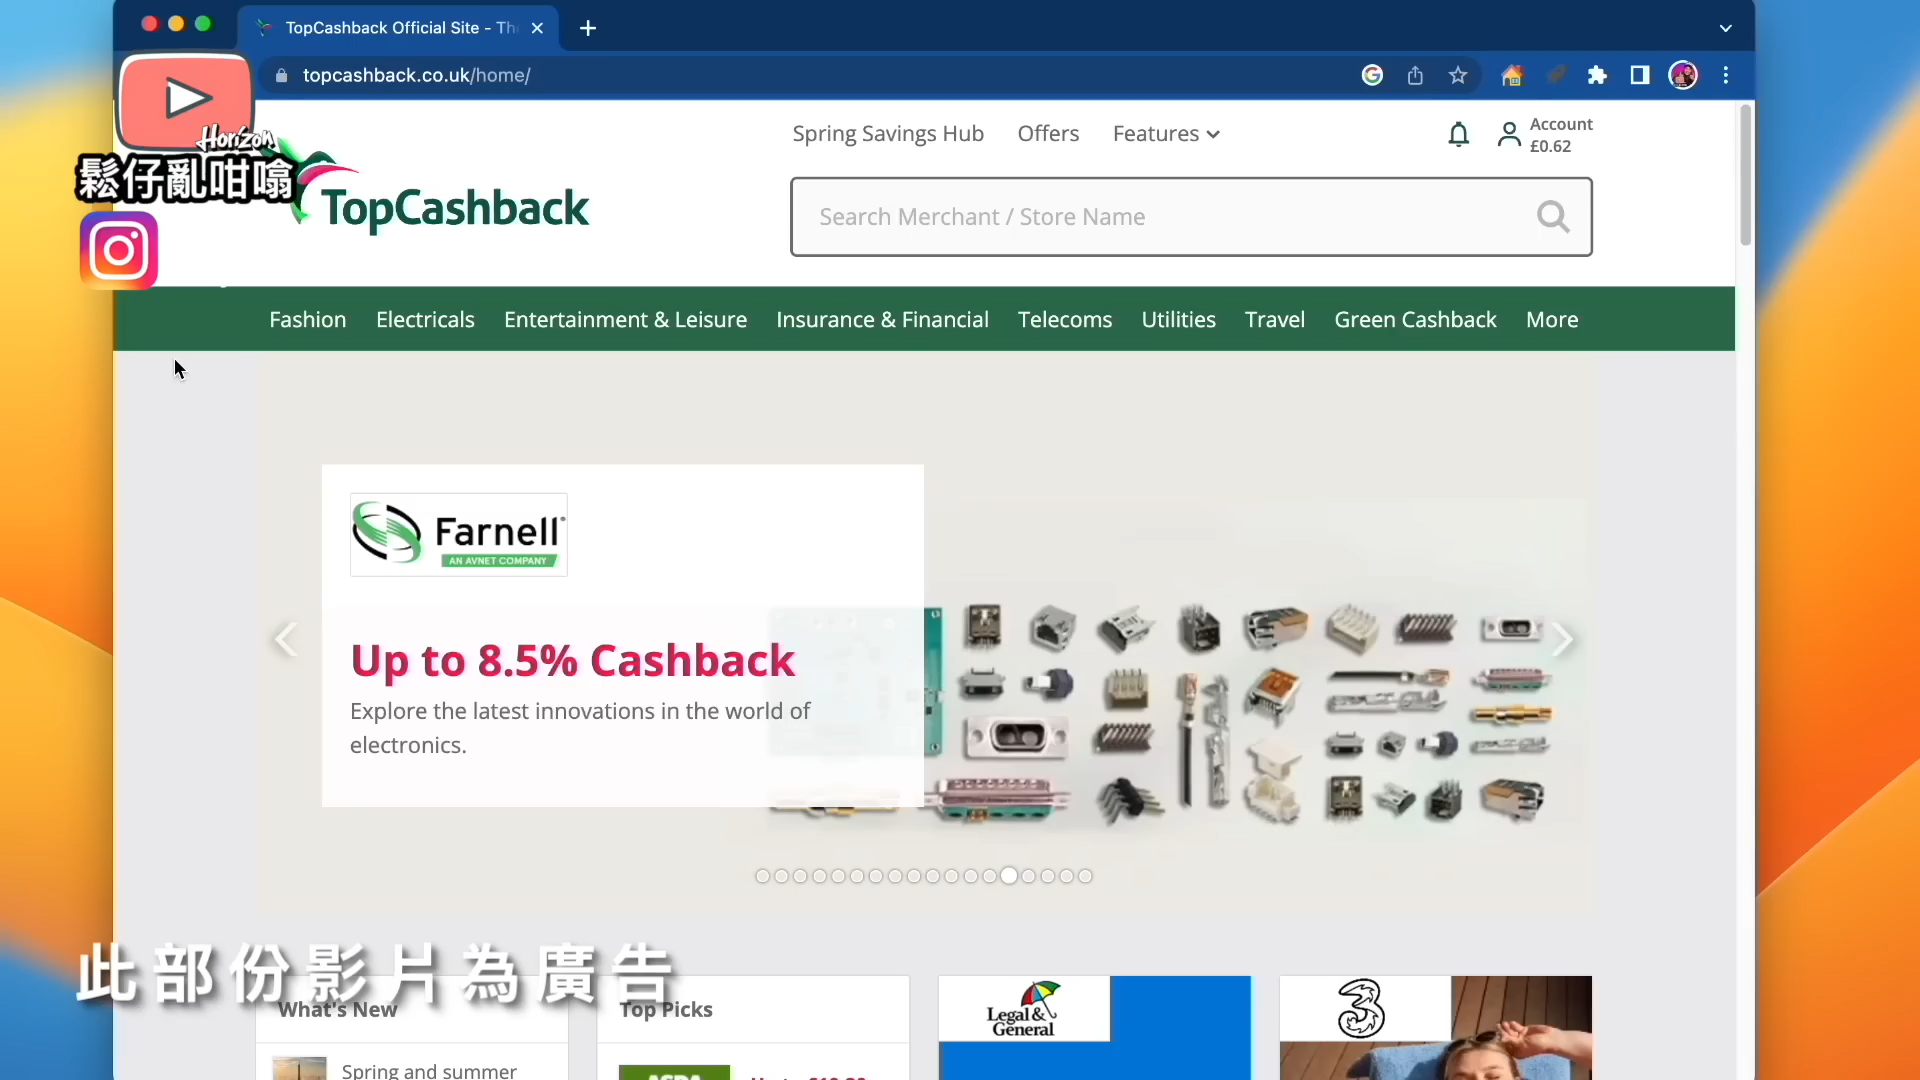 TopCashback Official Site - Th
topcashback.co.uk/home/
Horizon
鬆仔亂咁噏
Spring Savings Hub
Offers
Features
Account
£0.62
TopCashback
Search Merchant / Store Name
Fashion
Electricals
Entertainment & Leisure
Insurance & Financial
Telecoms
Utilities
Travel
Green Cashback
More
Farnell
AN AVNET COMPANY
Up to 8.5% Cashback
Explore the latest innovations in the world of
electronics.
此部份影片為廣告
What's New
Top Picks
Legal &
General
3
Spring and summer
ASDA